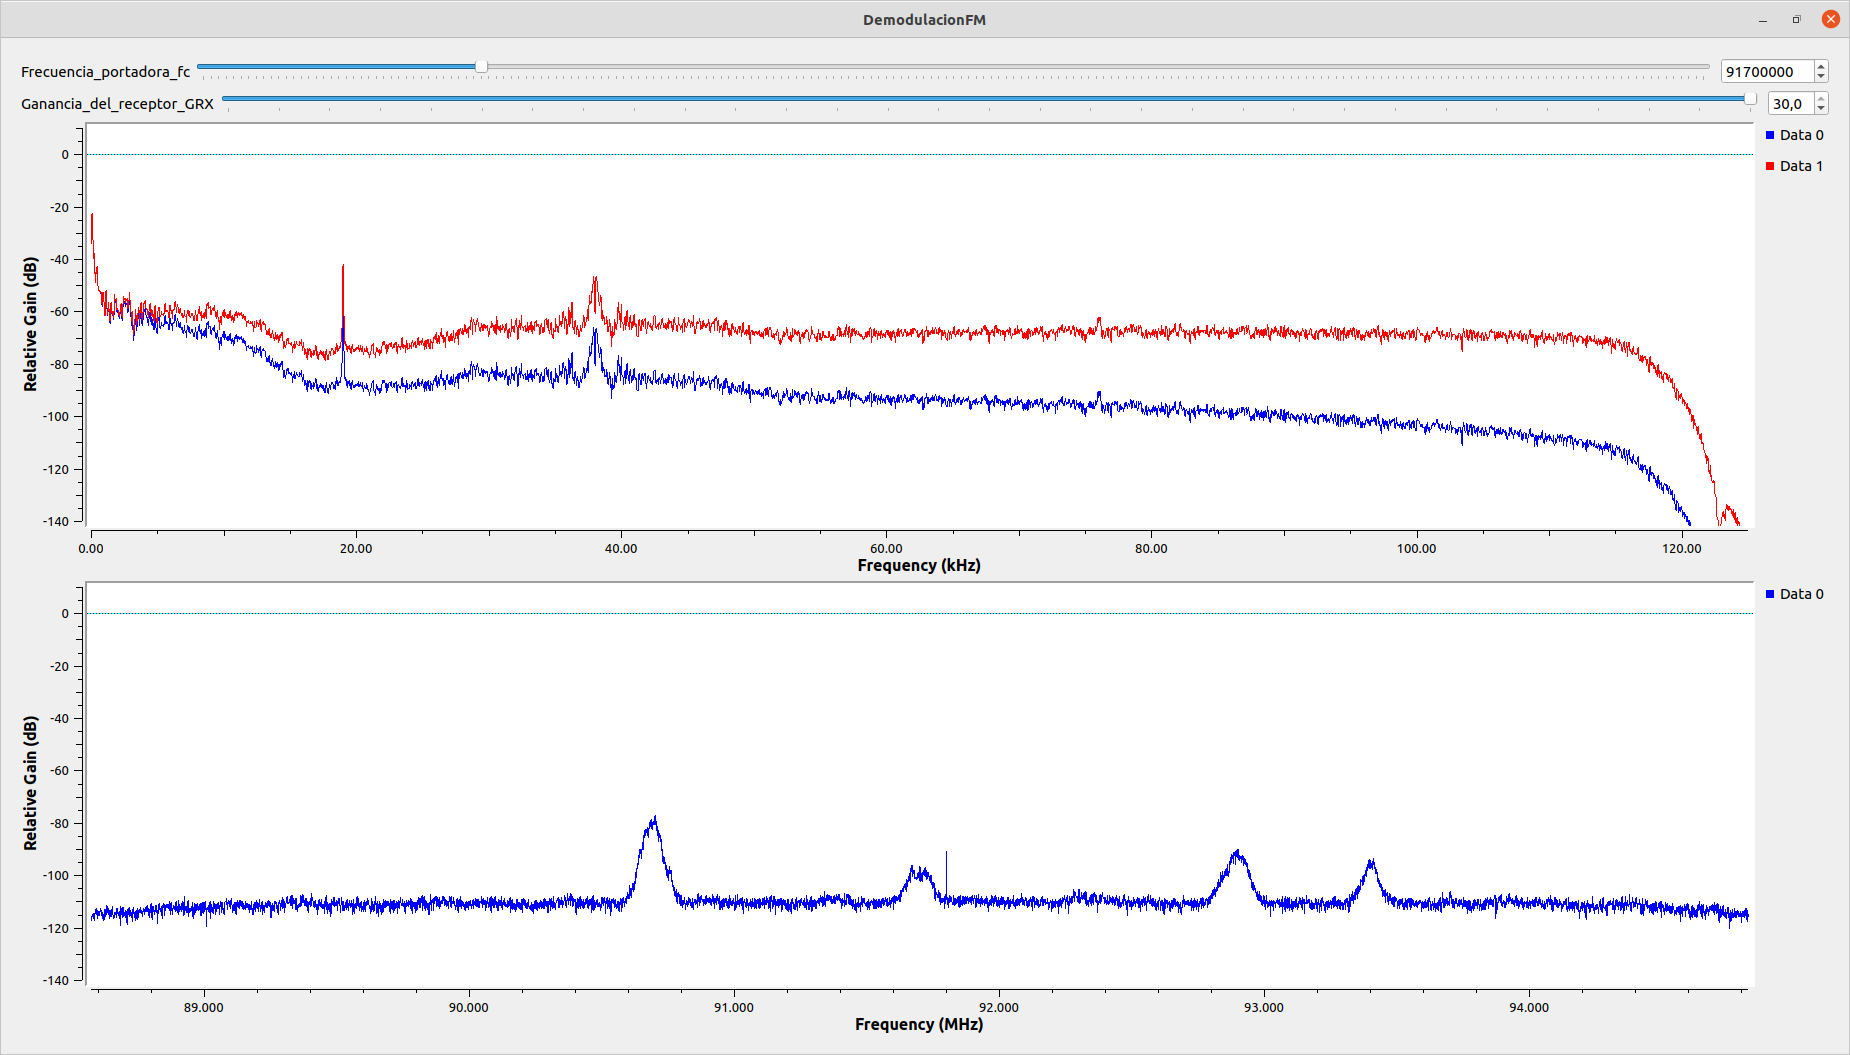 DemodulacionFM
Frecuencia_portadora_fc
91700000
Ganancia_del_receptor_GRX
30,0
Data 0
Data 1
Relative Gain (dB)
0
-20
-40
-60
-80
-100
-120
-140
0.00 20.00 40.00 60.00 80.00 100.00 120.00
Frequency (kHz)
Data 0
Relative Gain (dB)
0
-20
-40
-60
-80
-100
-120
-140
89.000 90.000 91.000 92.000 93.000 94.000
Frequency (MHz)